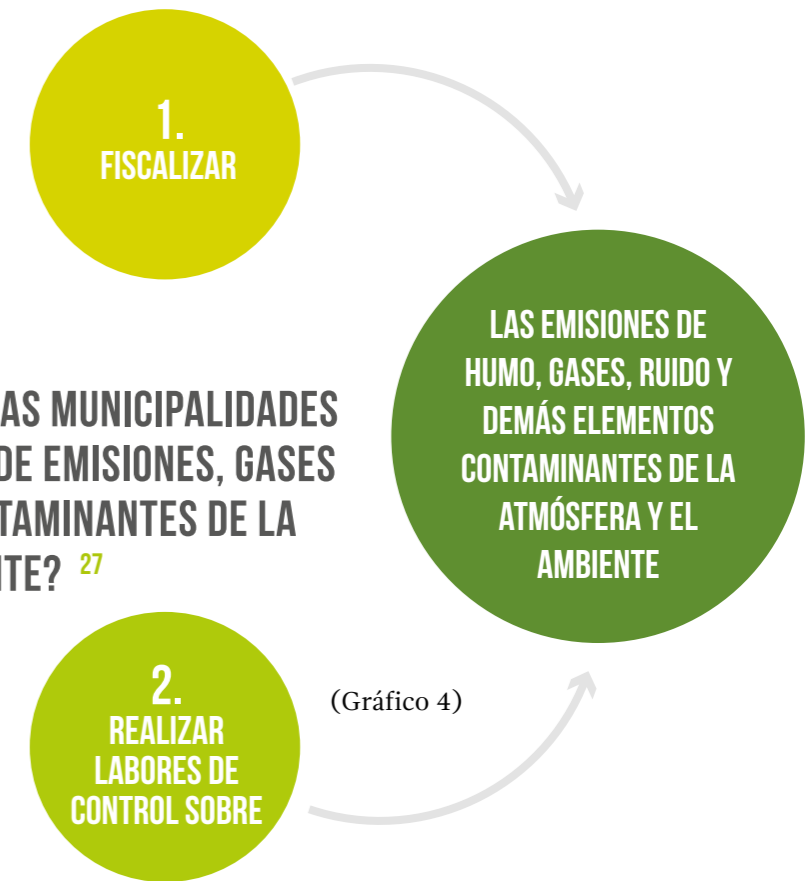 1.
FISCALIZAR
LAS EMISIONES DE
HUMO, GASES, RUIDO Y
DEMÁS ELEMENTOS
CONTAMINANTES DE LA
ATMÓSFERA Y EL
AMBIENTE
AS MUNICIPALIDADES
DE EMISIONES, GASES
TAMINANTES DE LA
TE? 27
2.
REALIZAR
LABORES DE
CONTROL SOBRE
(Gráfico 4)